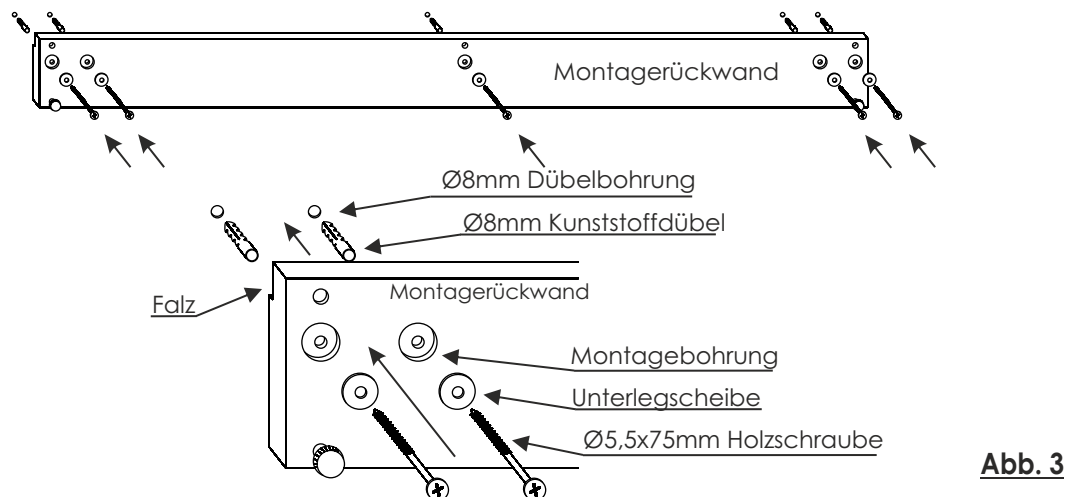 Montagerückwand
Ø8mm Dübelbohrung
Ø8mm Kunststoffdübel
Falz
Montagerückwand
Montagebohrung
Unterlegscheibe
Ø5,5x75mm Holzschraube
Abb. 3